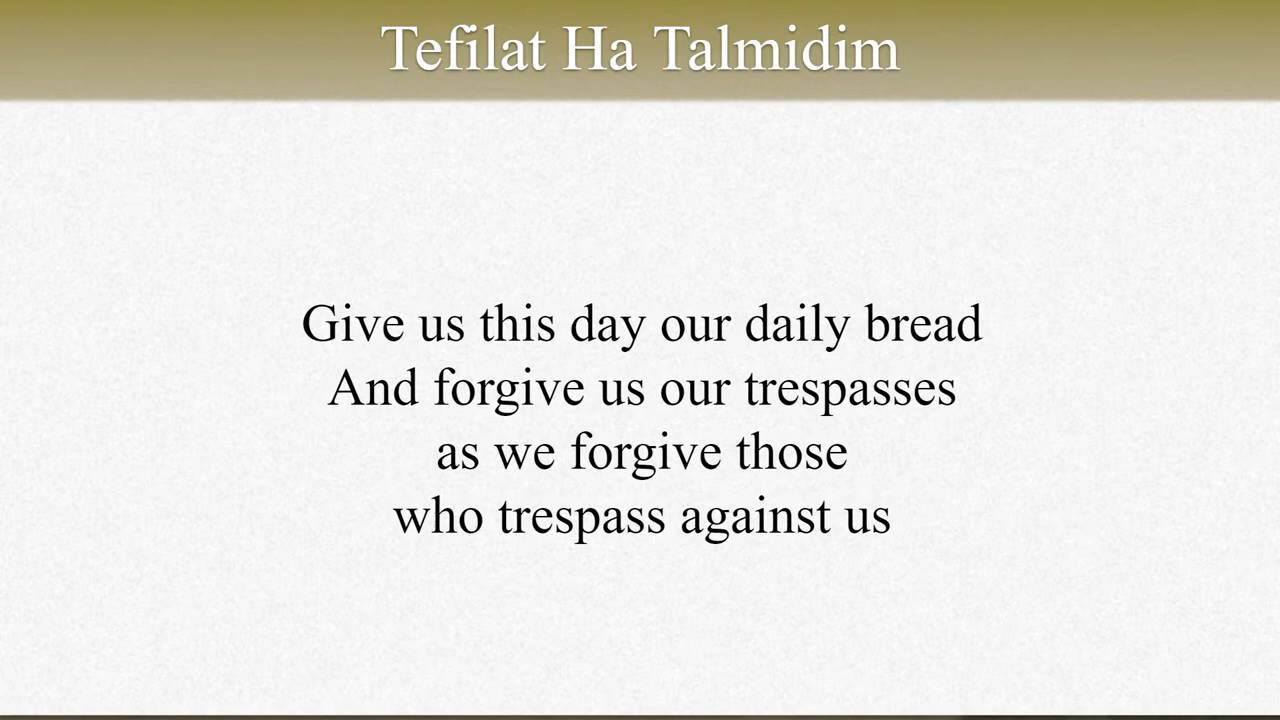 Tefilat Ha Talmidim
Give us this day our daily bread
And forgive us our trespasses
as we forgive those
who trespass against us